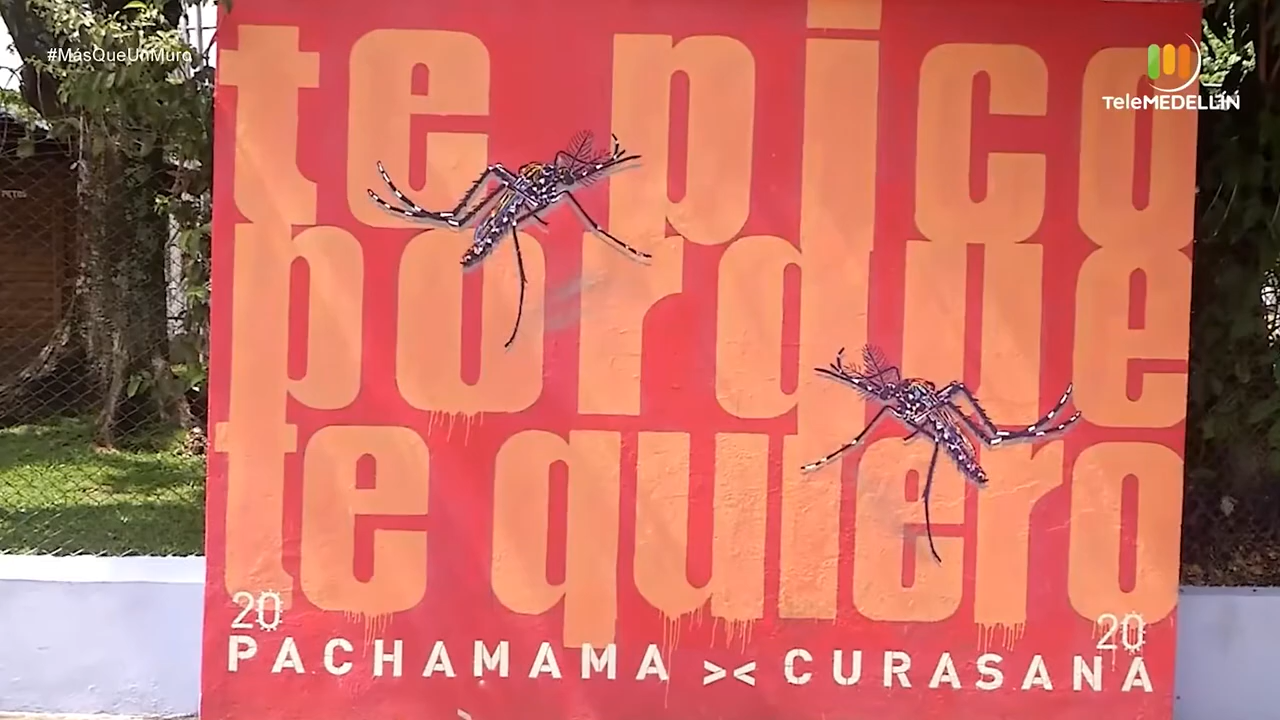 #MásQueUnMuro
TeleMEDELLÍN
te pico
porque
te quiero
20
20
PACHAMAMA >< CURASANA